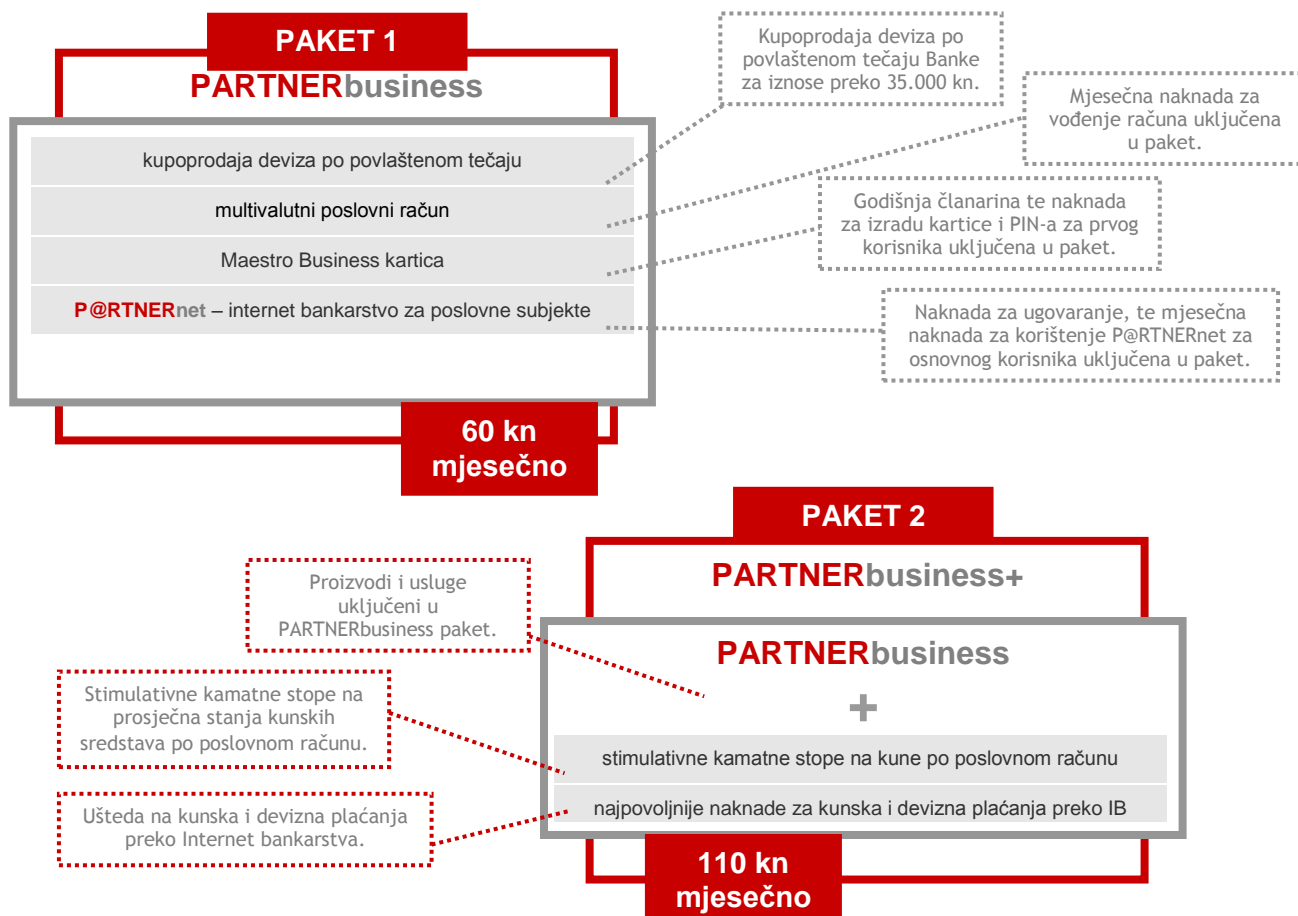 PAKET 1
PARTNERbusiness
kupoprodaja deviza po povlaštenom tečaju
multivalutni poslovni račun
Maestro Business kartica
P@RTNERnet – internet bankarstvo za poslovne subjekte
60 kn
mjesečno
Kupoprodaja deviza po
povlaštenom tečaju Banke
za iznose preko 35.000 kn.
Mjesečna naknada za
vođenje računa uključena
u paket.
Godišnja članarina te naknada
za izradu kartice i PIN-a za prvog
korisnika uključena u paket.
Naknada za ugovaranje, te mjesečna
naknada za korištenje P@RTNERnet za
osnovnog korisnika uključena u paket.
PAKET 2
PARTNERbusiness+
PARTNERbusiness
+
stimulativne kamatne stope na kune po poslovnom računu
najpovoljnije naknade za kunska i devizna plaćanja preko IB
110 kn
mjesečno
Proizvodi i usluge
uključeni u
PARTNERbusiness paket.
Stimulativne kamatne stope na
prosječna stanja kunskih
sredstava po poslovnom računu.
Ušteda na kunska i devizna plaćanja
preko Internet bankarstva.